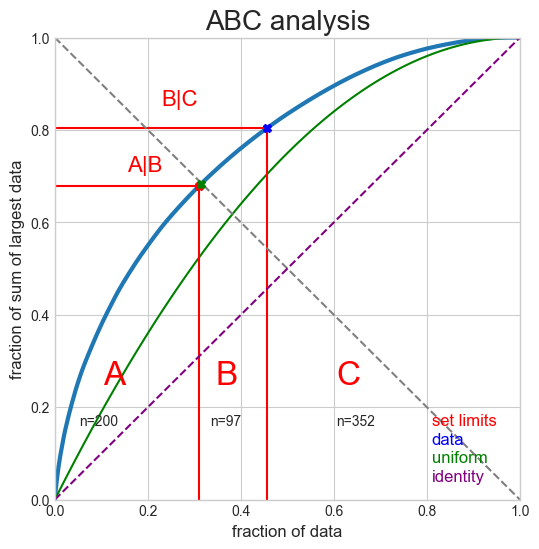 ABC analysis
1.0
B|C
0.8
A|B
0.6
0.4
A B C
0.2
n=200 n=97 n=352
set limits
data
uniform
identity
0.0
0.0 0.2 0.4 0.6 0.8 1.0
fraction of data
fraction of sum of largest data